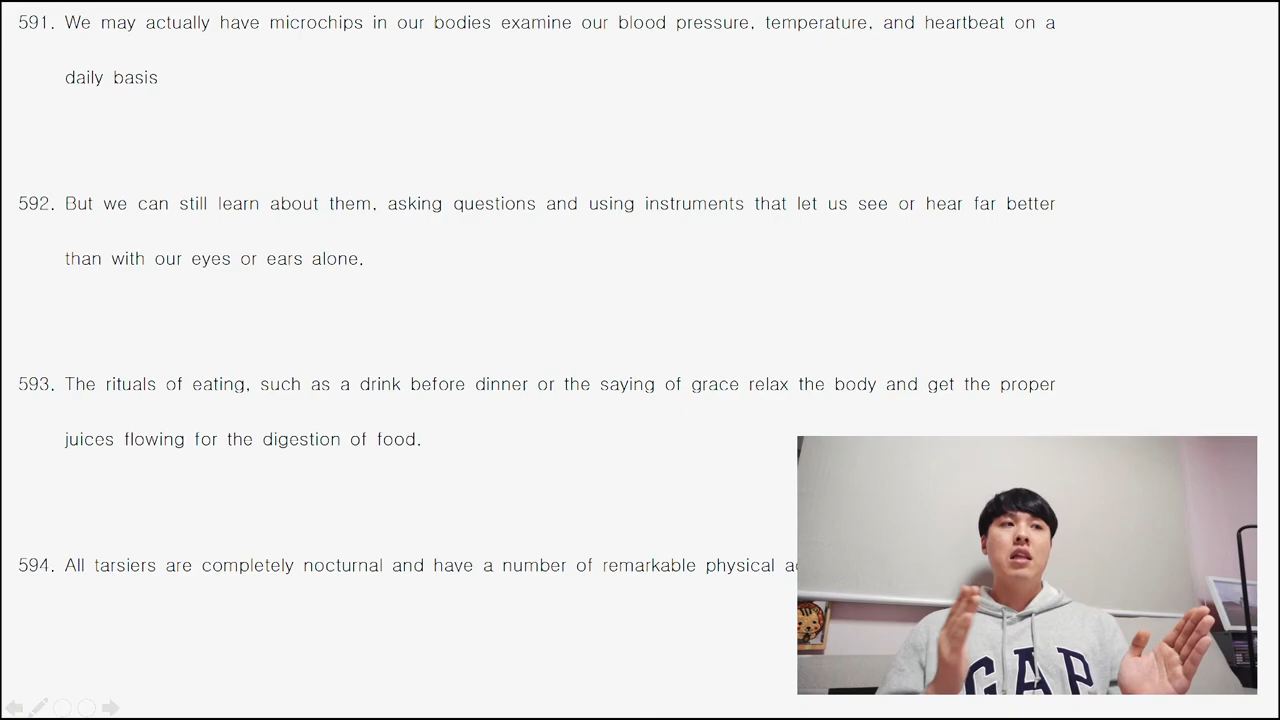 591. We may actually have microchips in our bodies examine our blood pressure, temperature, and heartbeat on a
daily basis
592. But we can still learn about them, asking questions and using instruments that let us see or hear far better
than with our eyes or ears alone.
593. The rituals of eating, such as a drink before dinner or the saying of grace relax the body and get the proper
juices flowing for the digestion of food.
594. All tarsiers are completely nocturnal and have a number of remarkable physical
GAP